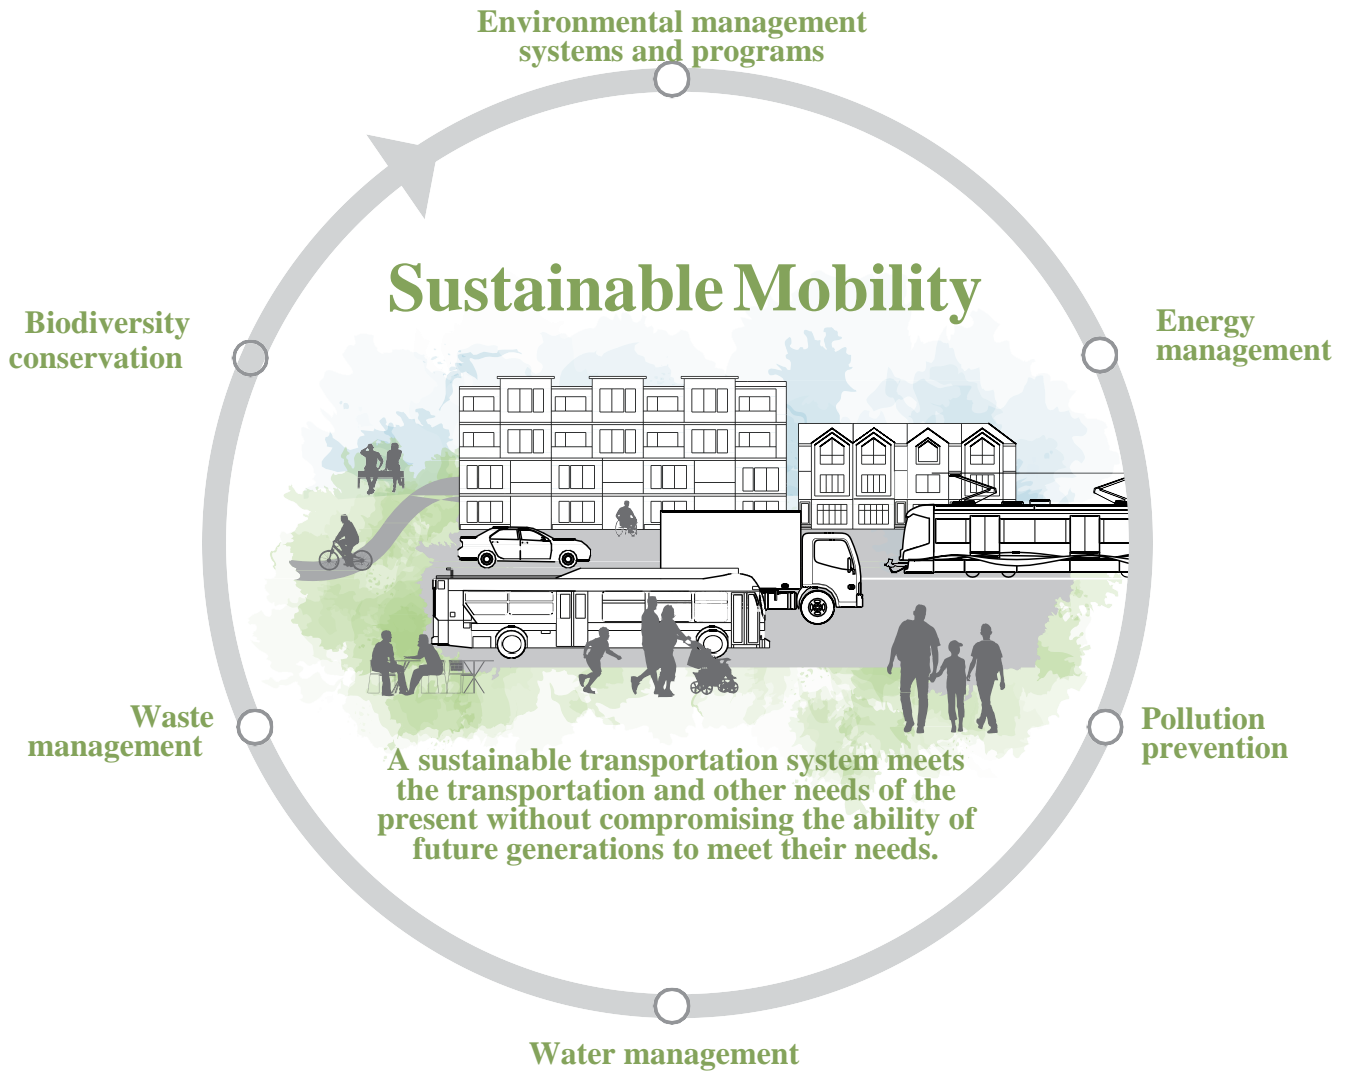 Environmental management
systems and programs
Sustainable Mobility
Biodiversity
conservation
Energy
management
Waste
management
Pollution
prevention
A sustainable transportation system meets
the transportation and other needs of the
present without compromising the ability of
future generations to meet their needs.
Water management